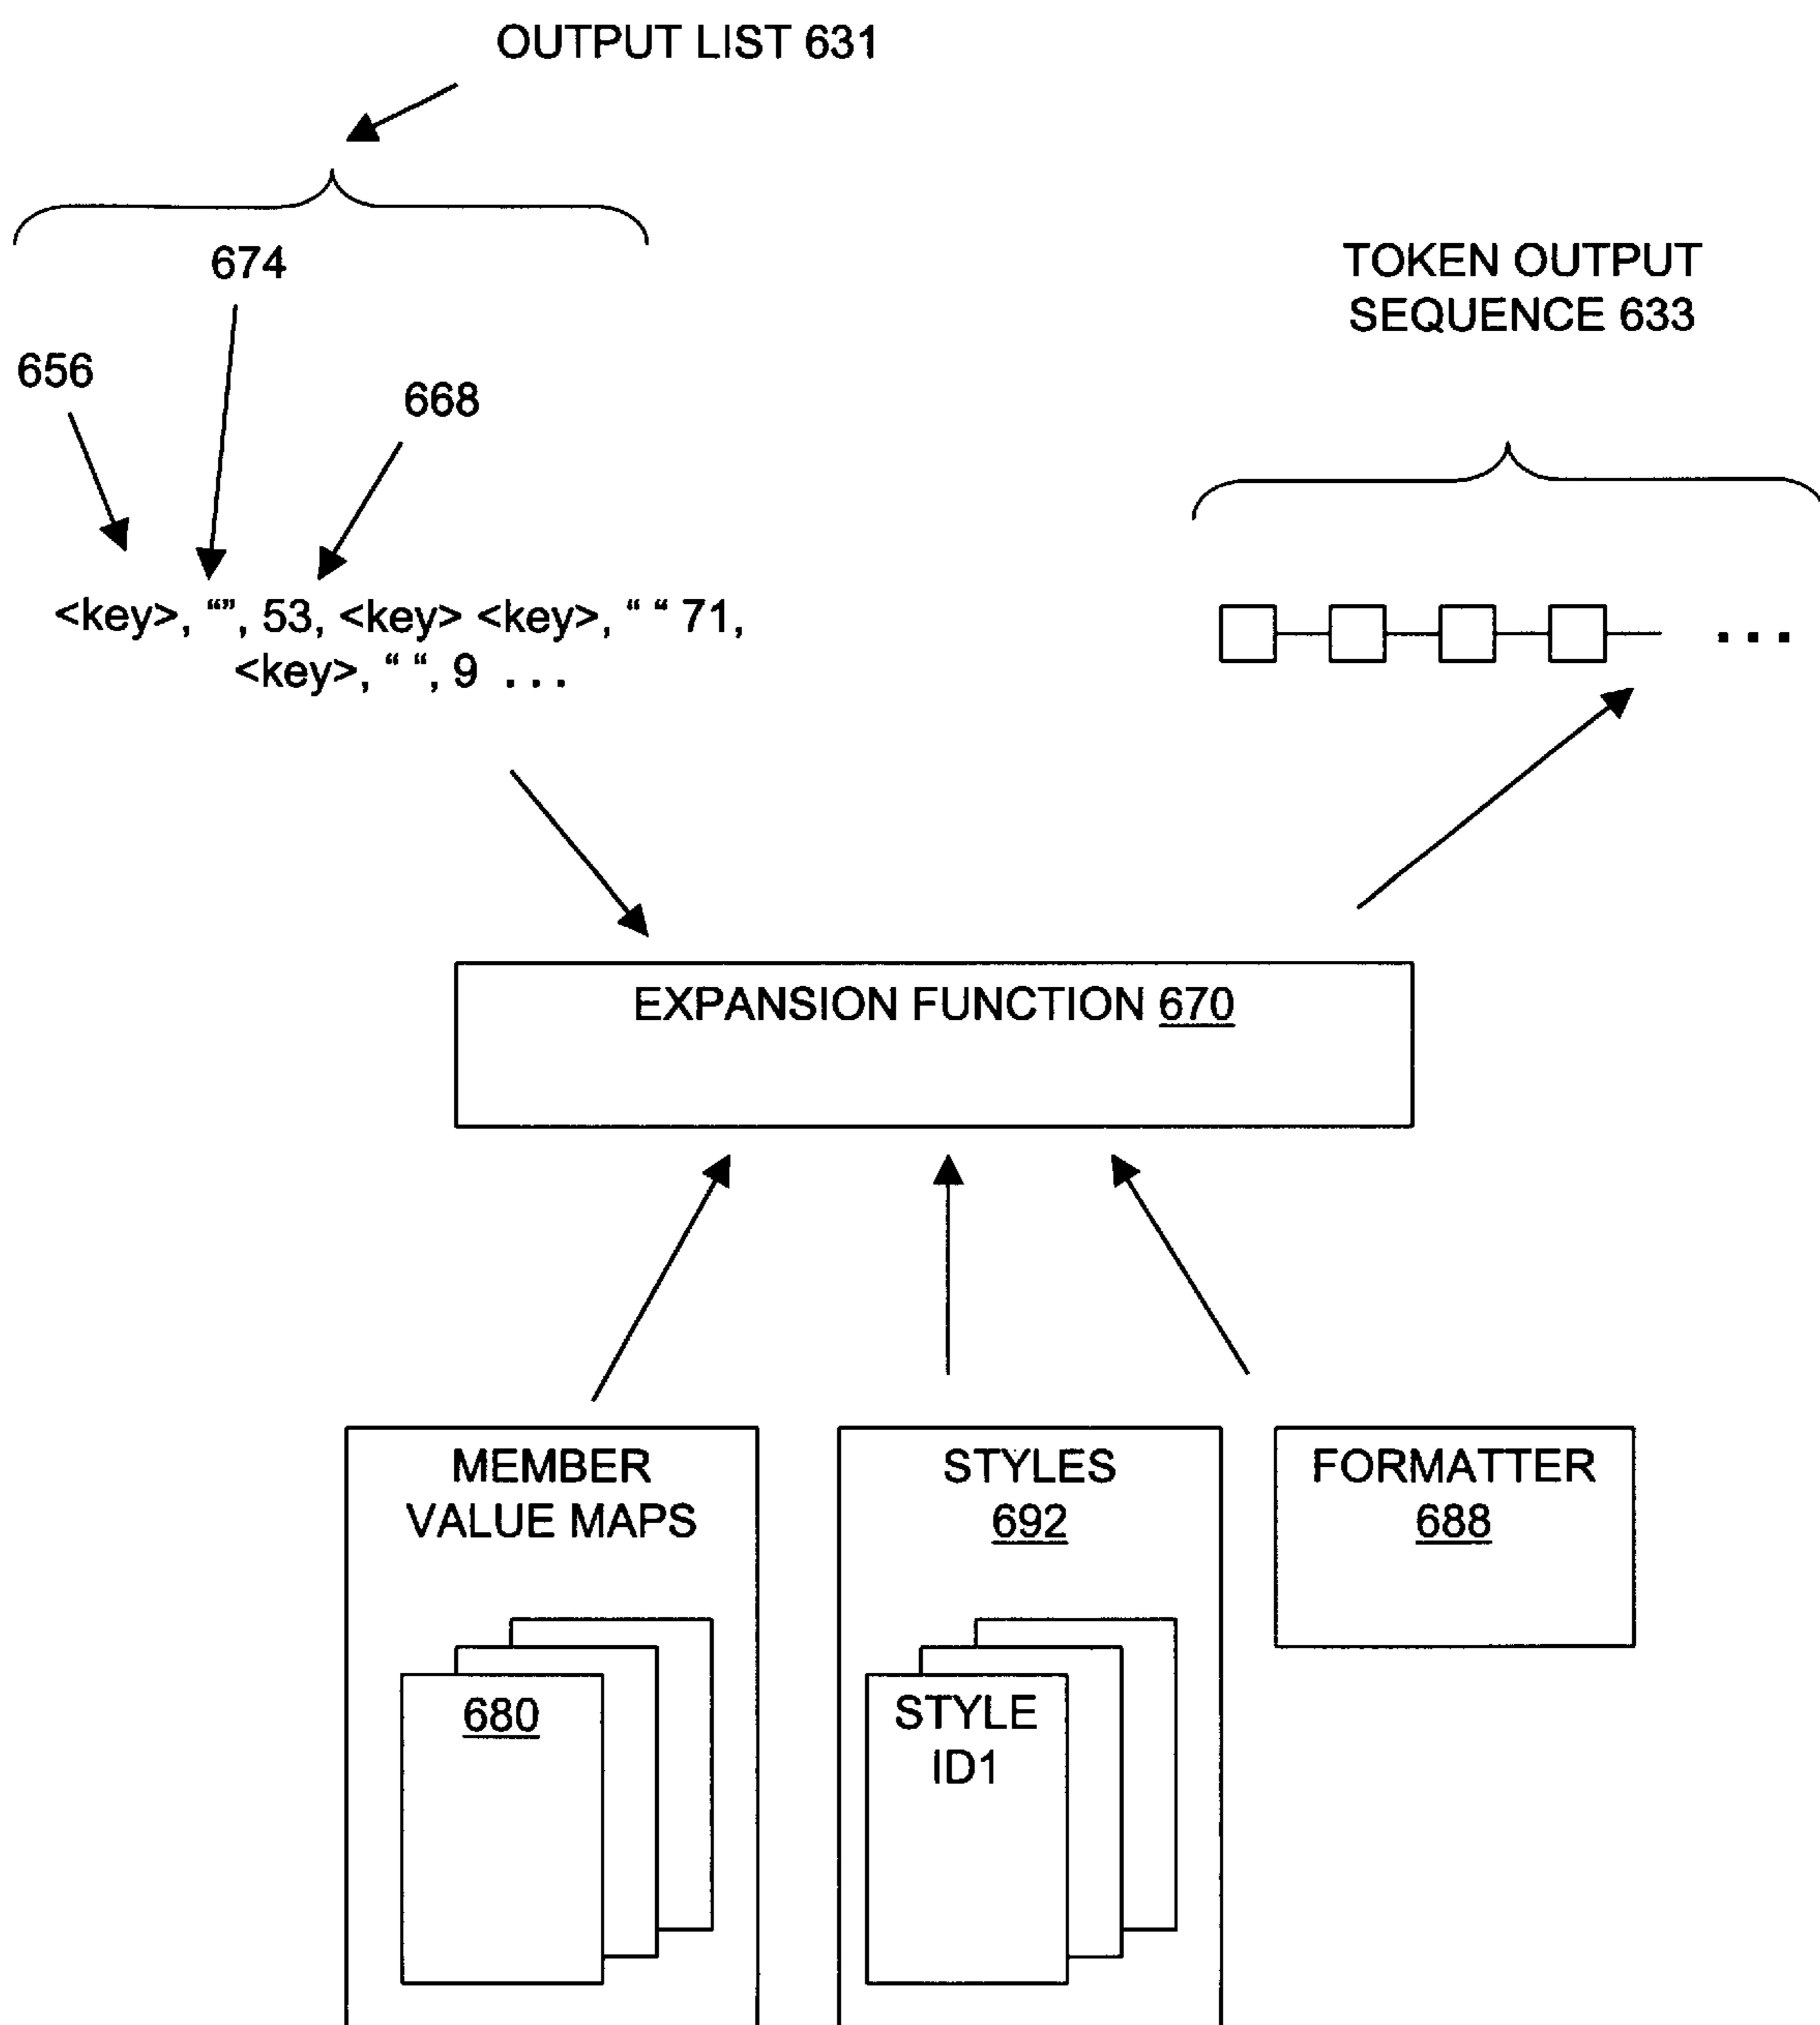 OUTPUT LIST 631
674
TOKEN OUTPUT
SEQUENCE 633
656
668
<key>, “”, 53, <key> <key>, “ “ 71,
<key>, “ “, 9 ...
...
EXPANSION FUNCTION 670
MEMBER
VALUE MAPS
STYLES
692
FORMATTER
688
680
STYLE
ID1